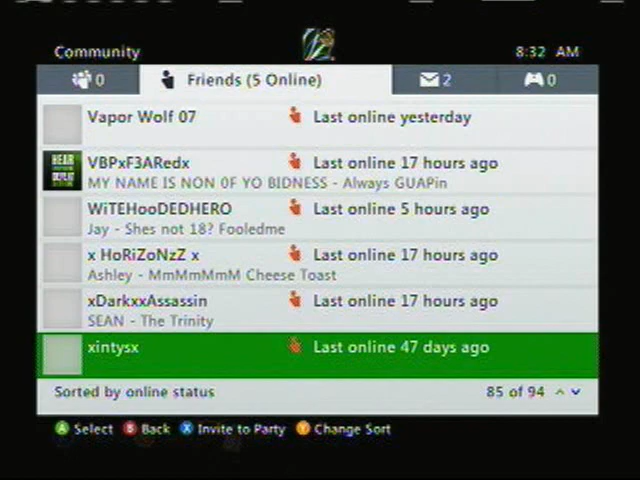 Community 8:32 AM
0 Friends (5 Online) 2 0
Vapor Wolf 07 Last online yesterday
VBPxF3ARedx Last online 17 hours ago
MY NAME IS NON 0F YO BIDNESS - Always GUAPin
WiTEHooDEDHERO Last online 5 hours ago
Jay - Shes not 18? Fooledme
x HoRiZoNzZ x Last online 17 hours ago
Ashley - MmMmMmM Cheese Toast
xDarkxxAssassin Last online 17 hours ago
SEAN - The Trinity
xintysx Last online 47 days ago
Sorted by online status 85 of 94
A Select B Back X Invite to Party Y Change Sort